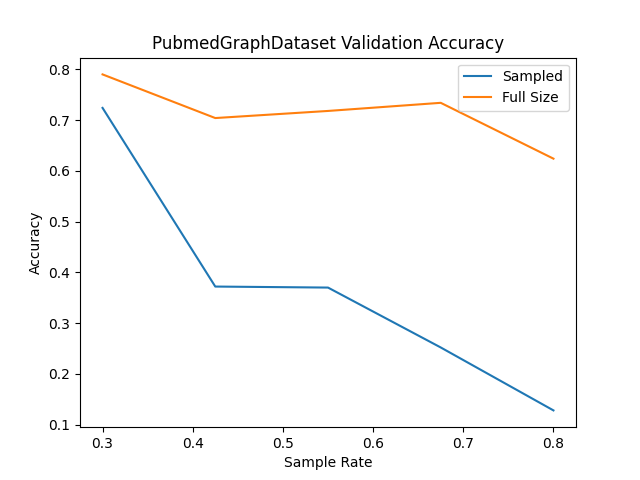 PubmedGraphDataset Validation Accuracy
Sampled
Full Size
Accuracy
0.8
0.7
0.6
0.5
0.4
0.3
0.2
0.1
0.3 0.4 0.5 0.6 0.7 0.8
Sample Rate